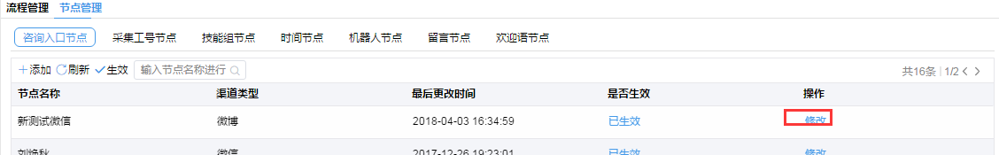 流程管理 节点管理
咨询入口节点 采集工号节点 技能组节点 时间节点 机器人节点 留言节点 欢迎语节点
添加 刷新 生效 输入节点名称进行 共16条 | 1/2
节点名称 渠道类型 最后更改时间 是否生效 操作
新测试微信 微博 2018-04-03 16:34:59 已生效 修改
刘焕秋 微信 2017-12-26 19:23:01 已生效 修改